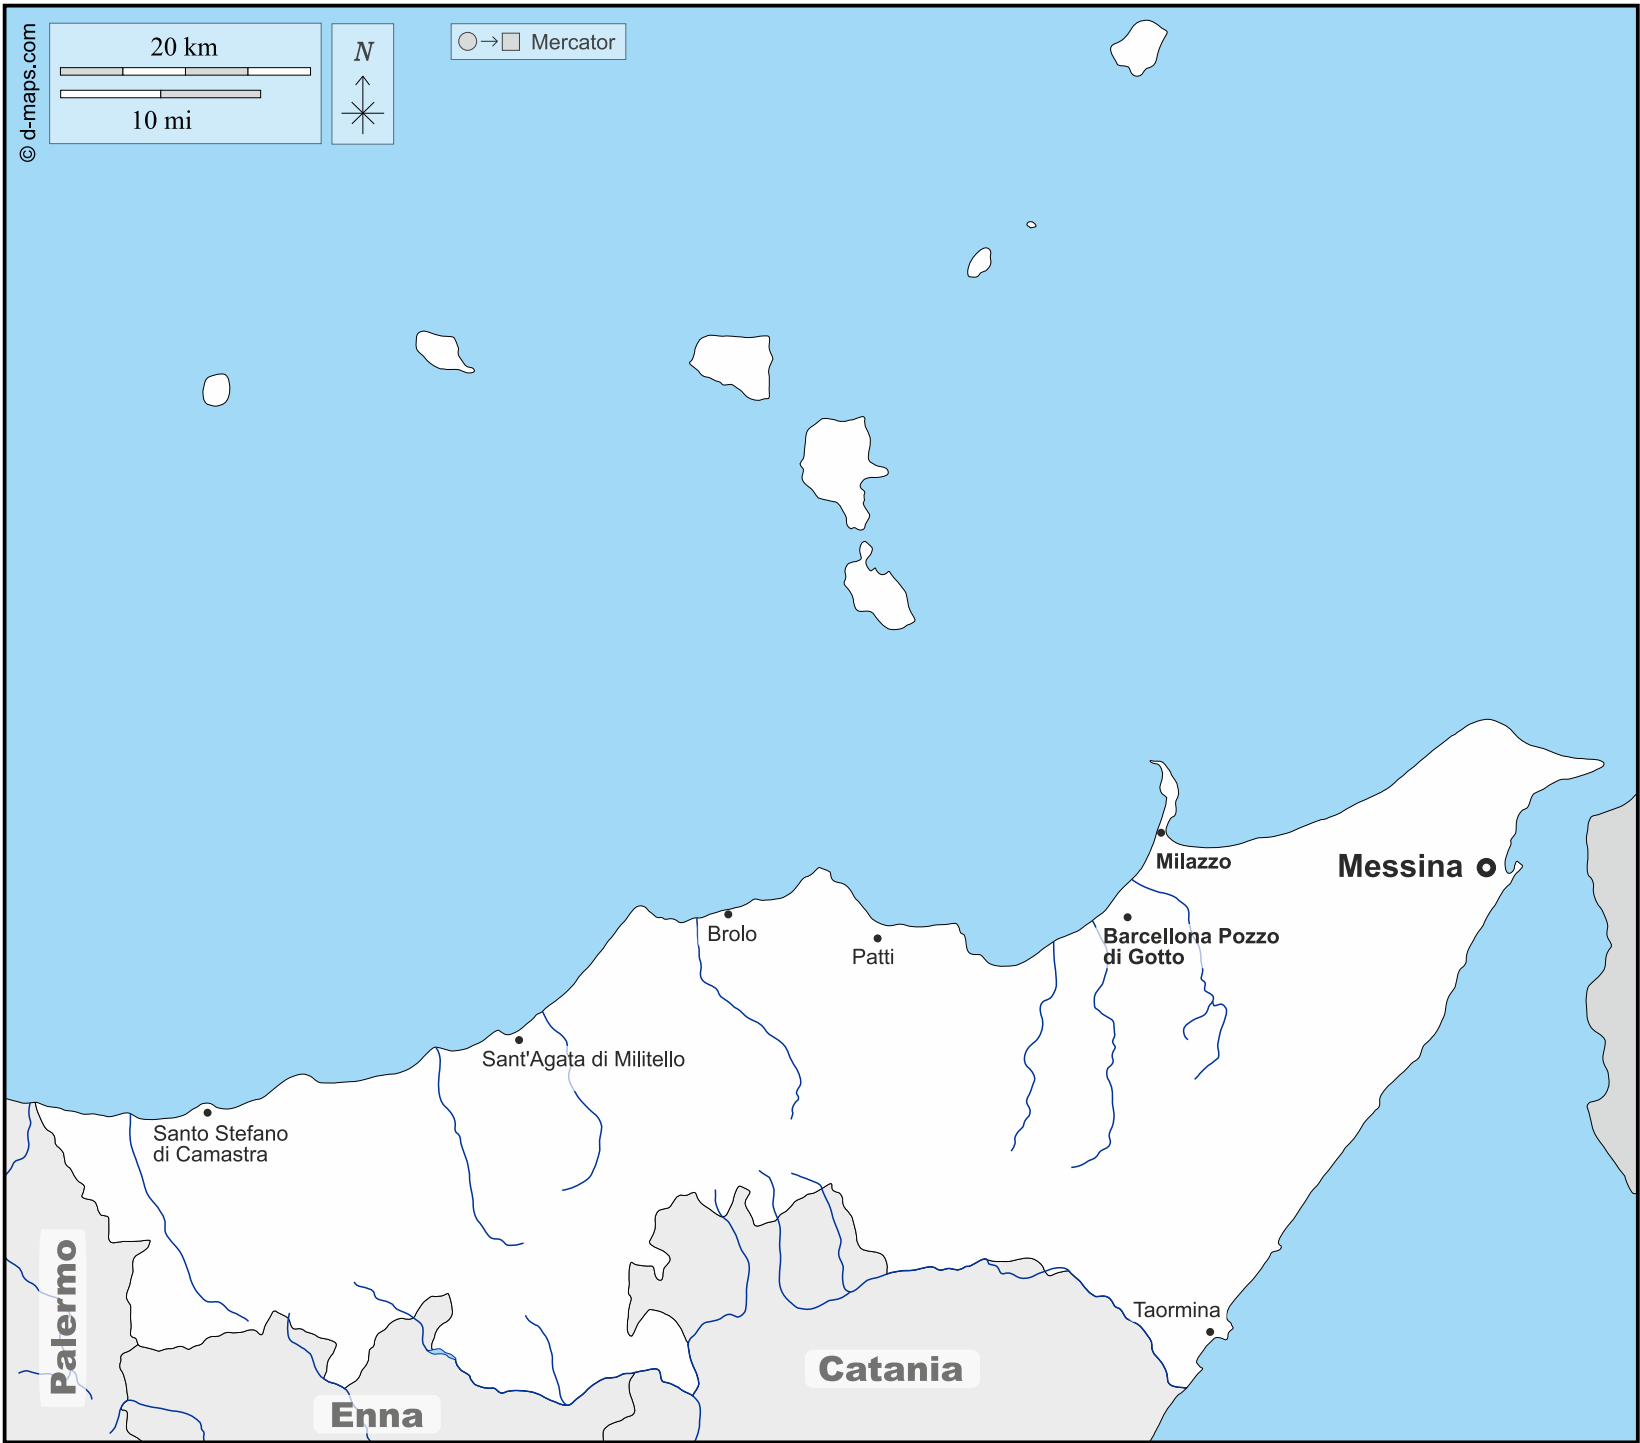 © d-maps.com
20 km
10 mi
N
Mercator
Milazzo
Messina
Brolo
Patti
Barcellona Pozzo
di Gotto
Sant'Agata di Militello
Santo Stefano
di Camastra
Taormina
Palermo
Catania
Enna